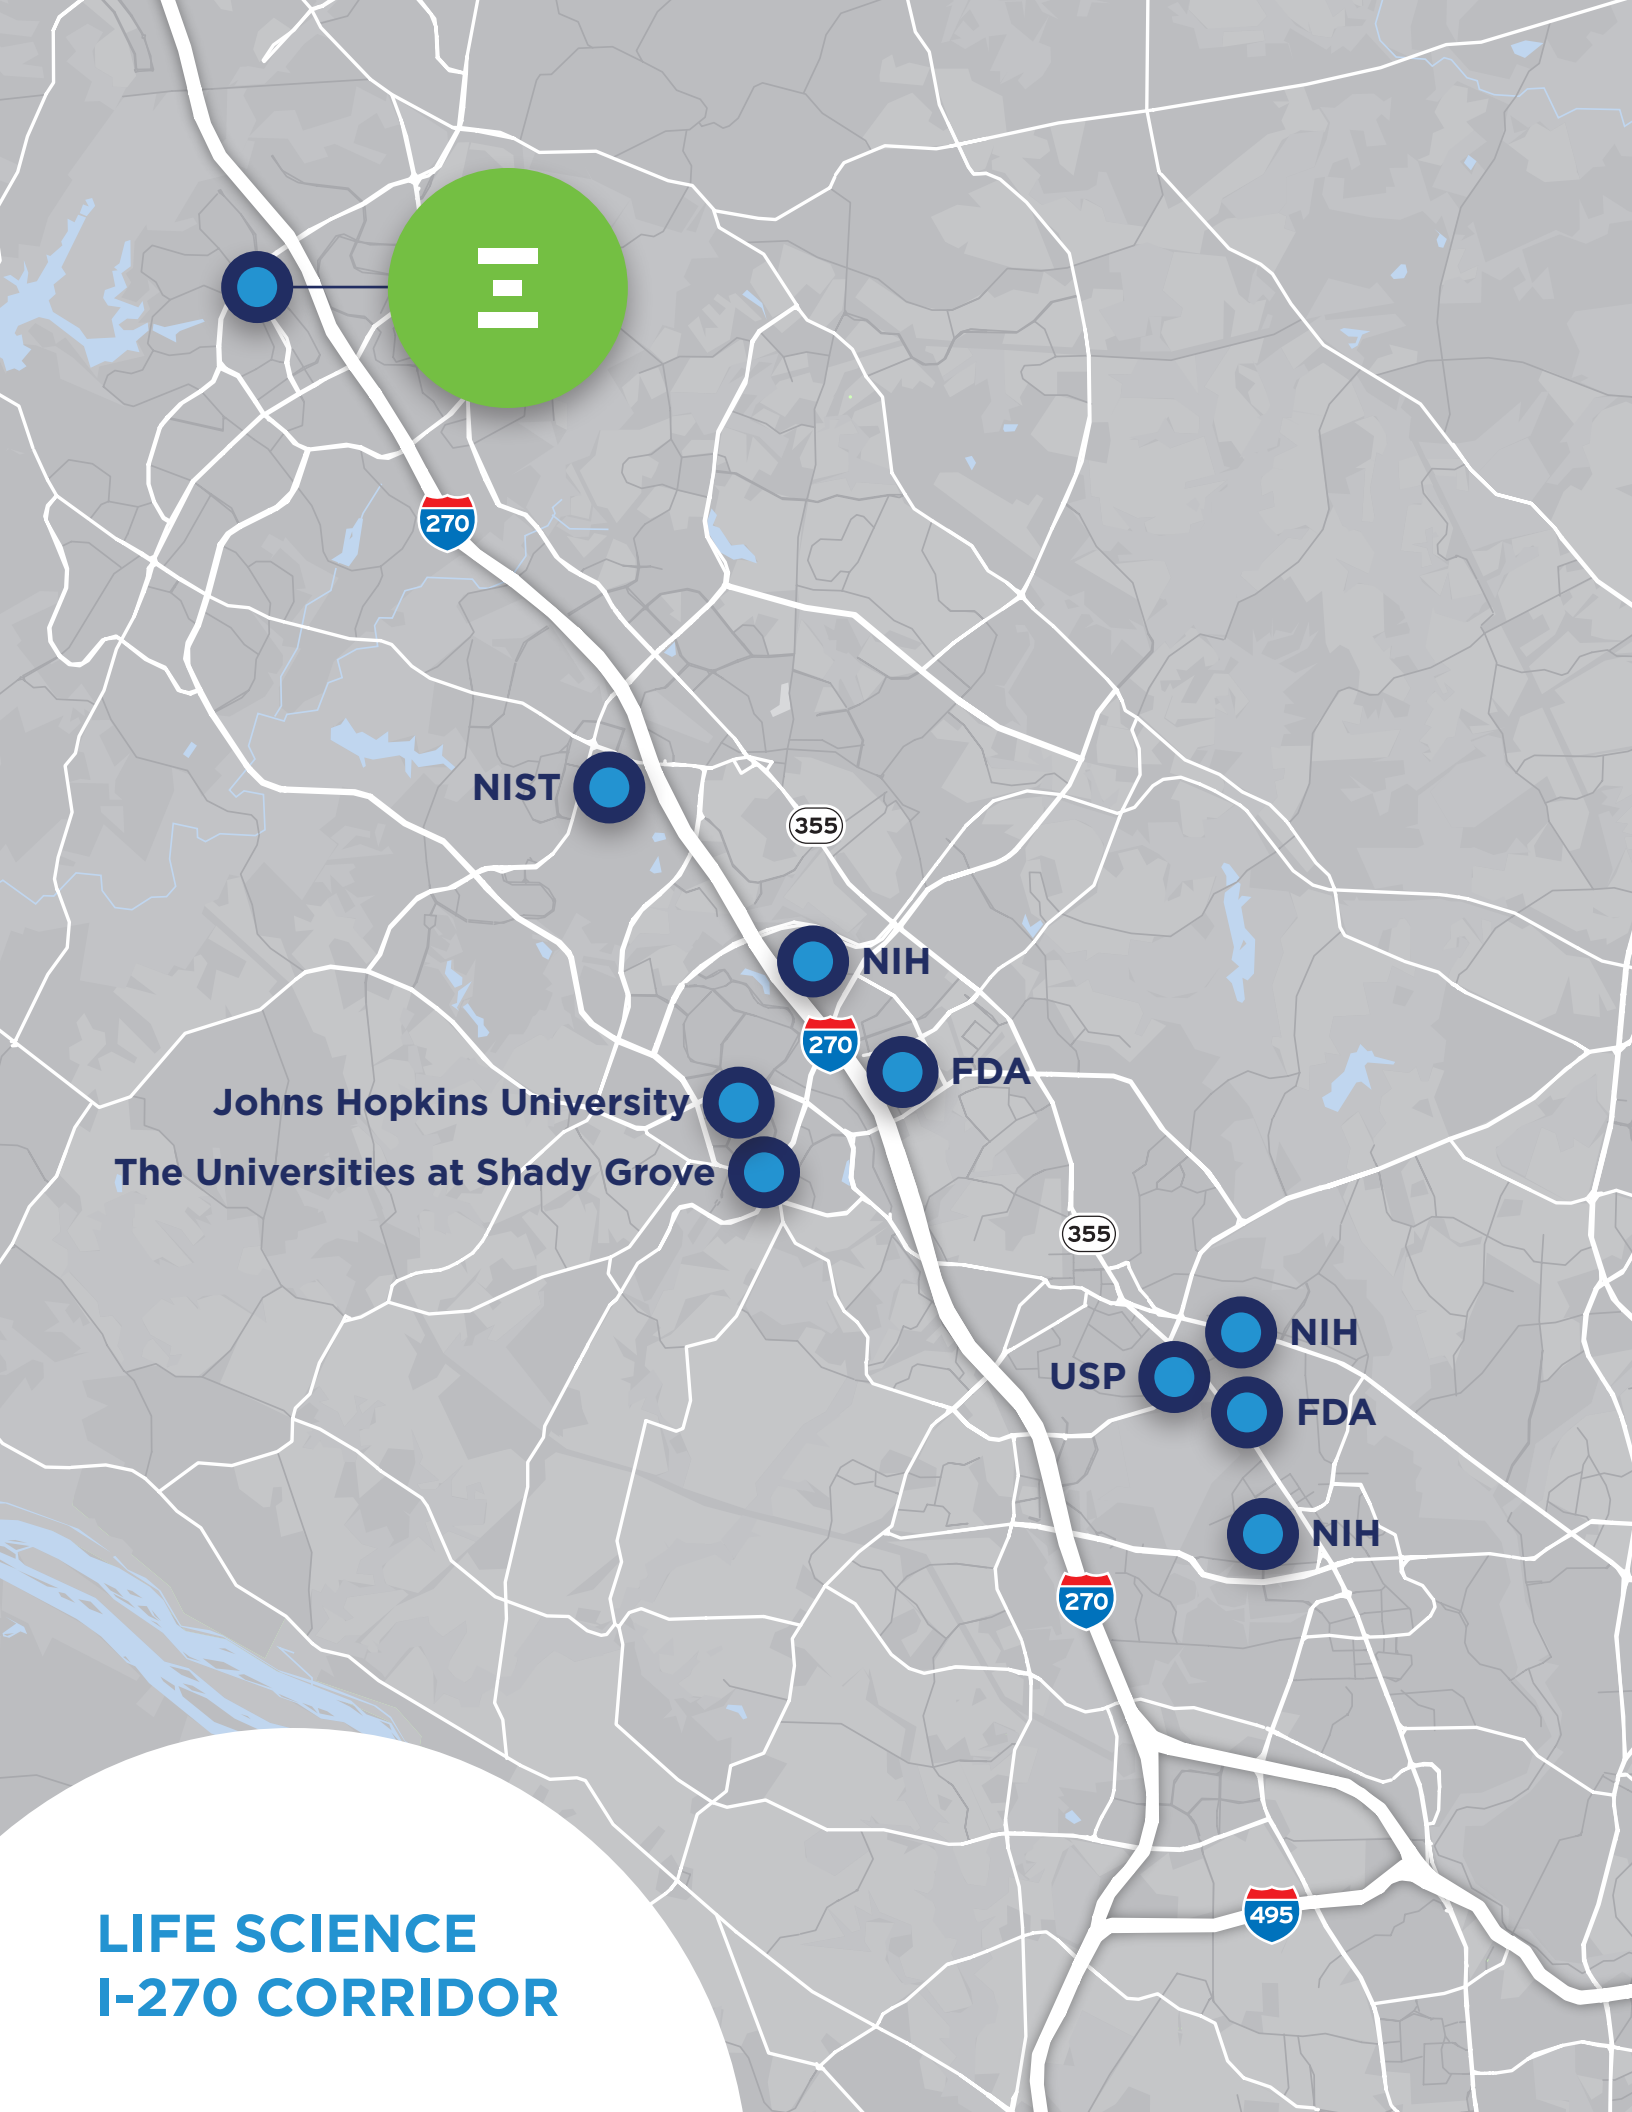 270
NIST
355
NIH
270
FDA
Johns Hopkins University
The Universities at Shady Grove
355
NIH
USP
FDA
NIH
270
495
LIFE SCIENCE
I-270 CORRIDOR